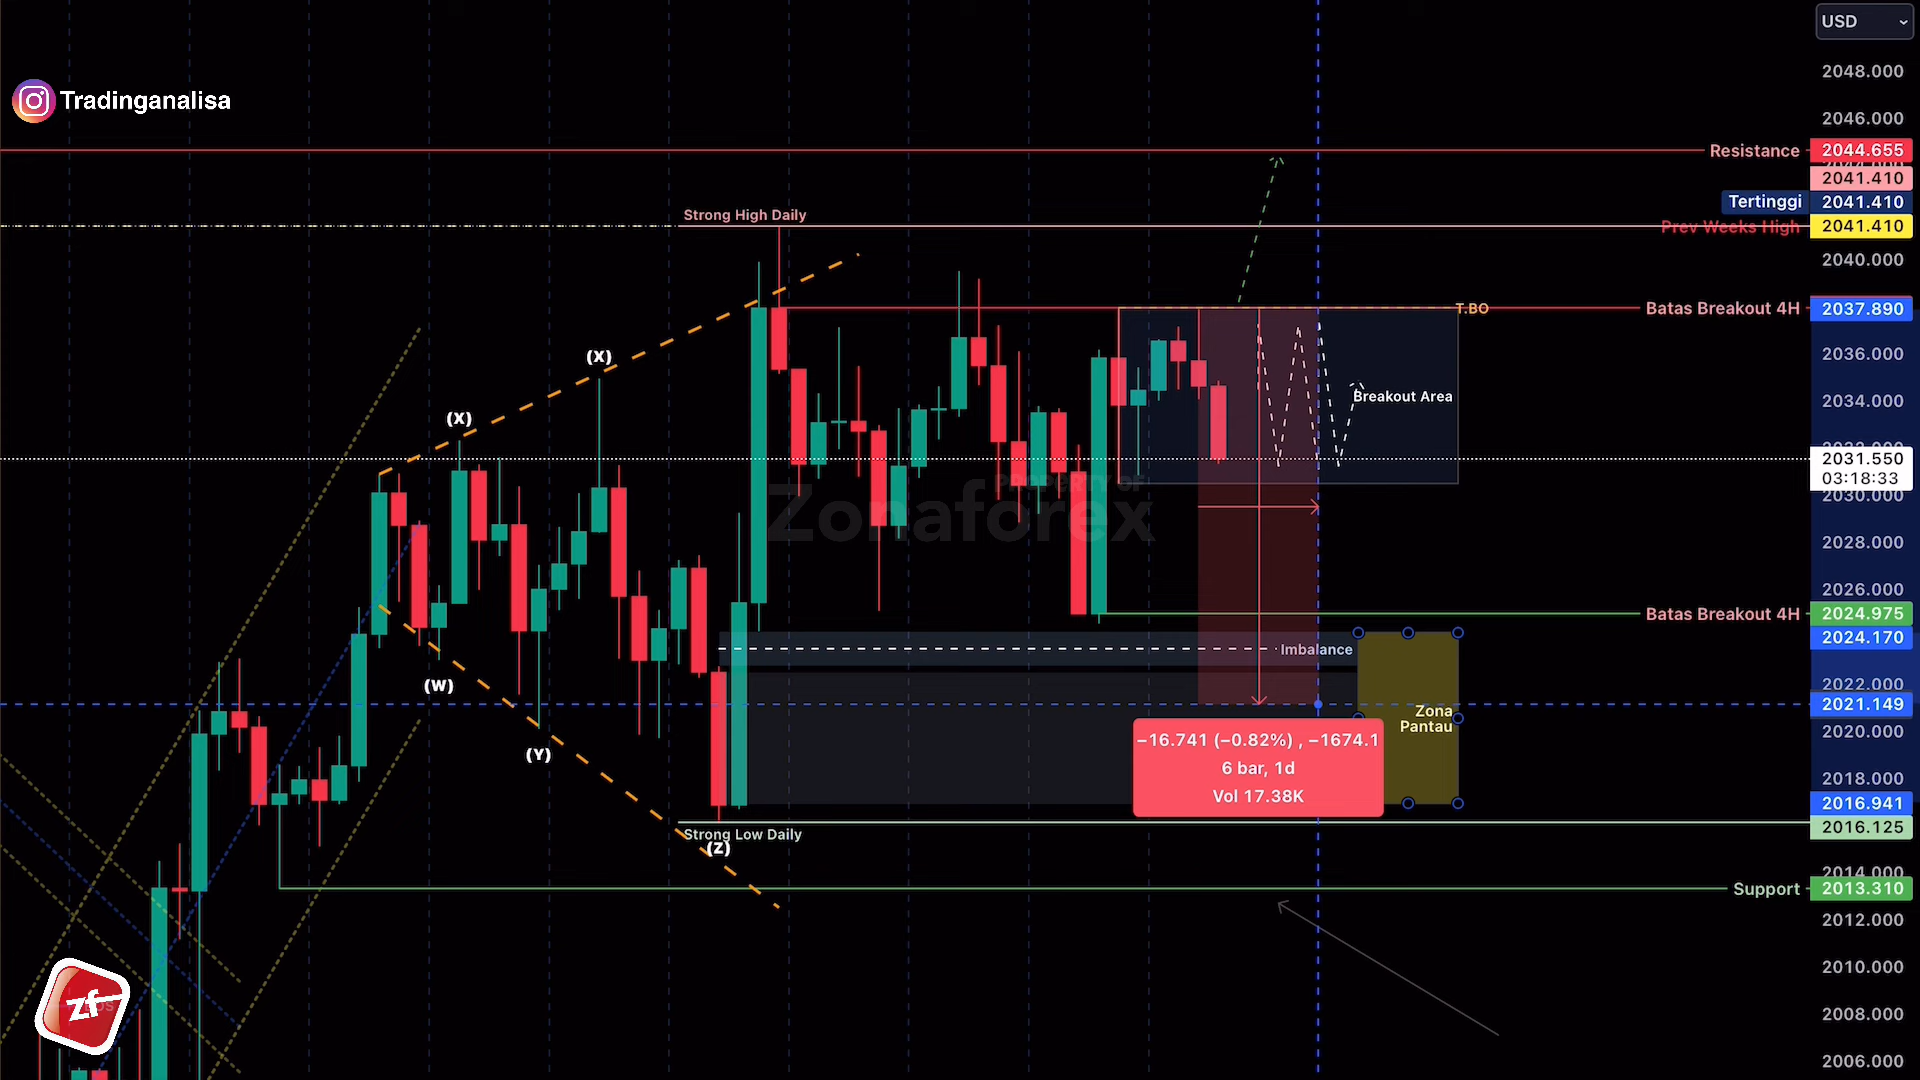 USD
2048.000
Tradinganalisa
2046.000
Resistance 2044.655
2041.410
Tertinggi 2041.410
Strong High Daily
Prev Weeks High 2041.410
2040.000
T.BO
Batas Breakout 4H 2037.890
2036.000
(X)
Breakout Area
2034.000
(X)
2031.550
03:18:33
2030.000
PROPERTY OF
Zonaforex
2028.000
2026.000
Batas Breakout 4H 2024.975
2024.170
Imbalance
(W)
2022.000
2021.149
Zona
Pantau
2020.000
−16.741 (−0.82%) , −1674.1
6 bar, 1d
Vol 17.38K
(Y)
2018.000
2016.941
2016.125
Strong Low Daily
(Z)
2014.000
Support 2013.310
2012.000
2010.000
zf
2008.000
2006.000